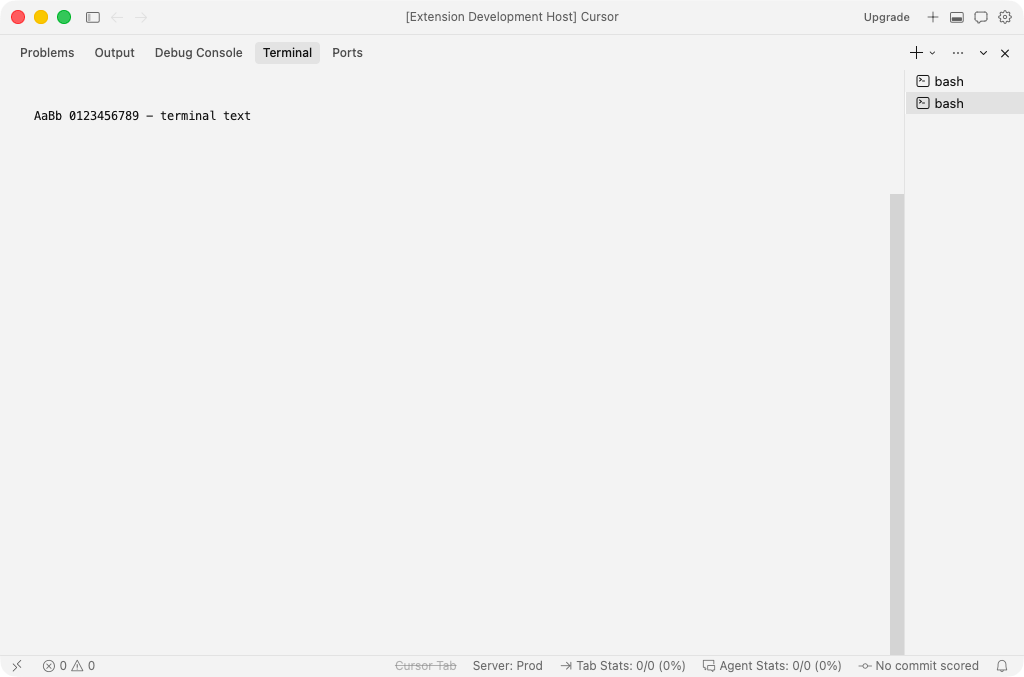 [Extension Development Host] Cursor
Upgrade
Problems Output Debug Console Terminal Ports
bash
bash
AaBb 0123456789 – terminal text
0 0 Cursor Tab Server: Prod Tab Stats: 0/0 (0%) Agent Stats: 0/0 (0%) No commit scored